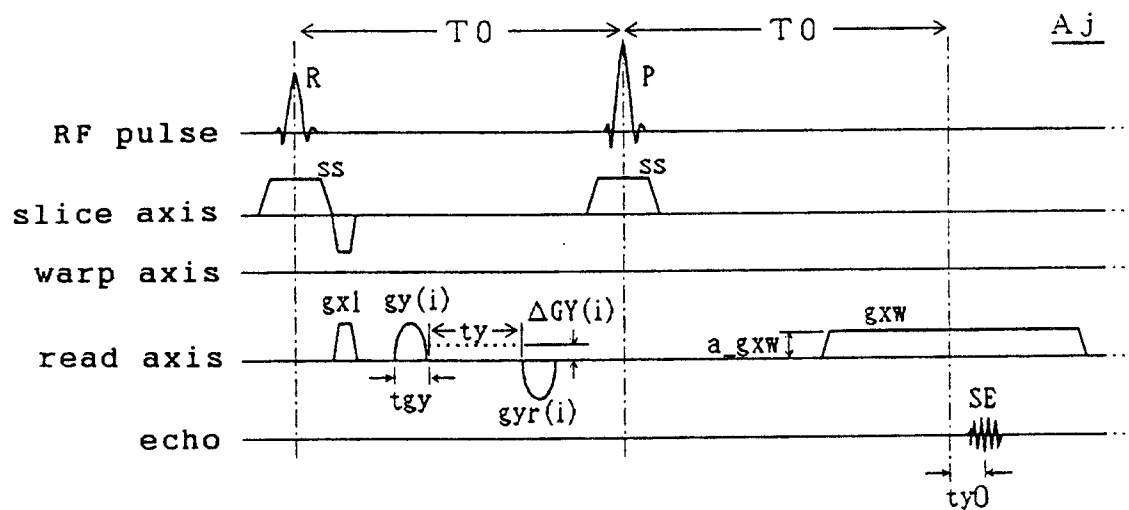 T0 T0 Aj
R P
RF pulse
ss ss
slice axis
warp axis
gx1 gy(i) ty ΔGY(i) gxw
read axis a_gxw
tgy gyr(i) SE
echo
ty0